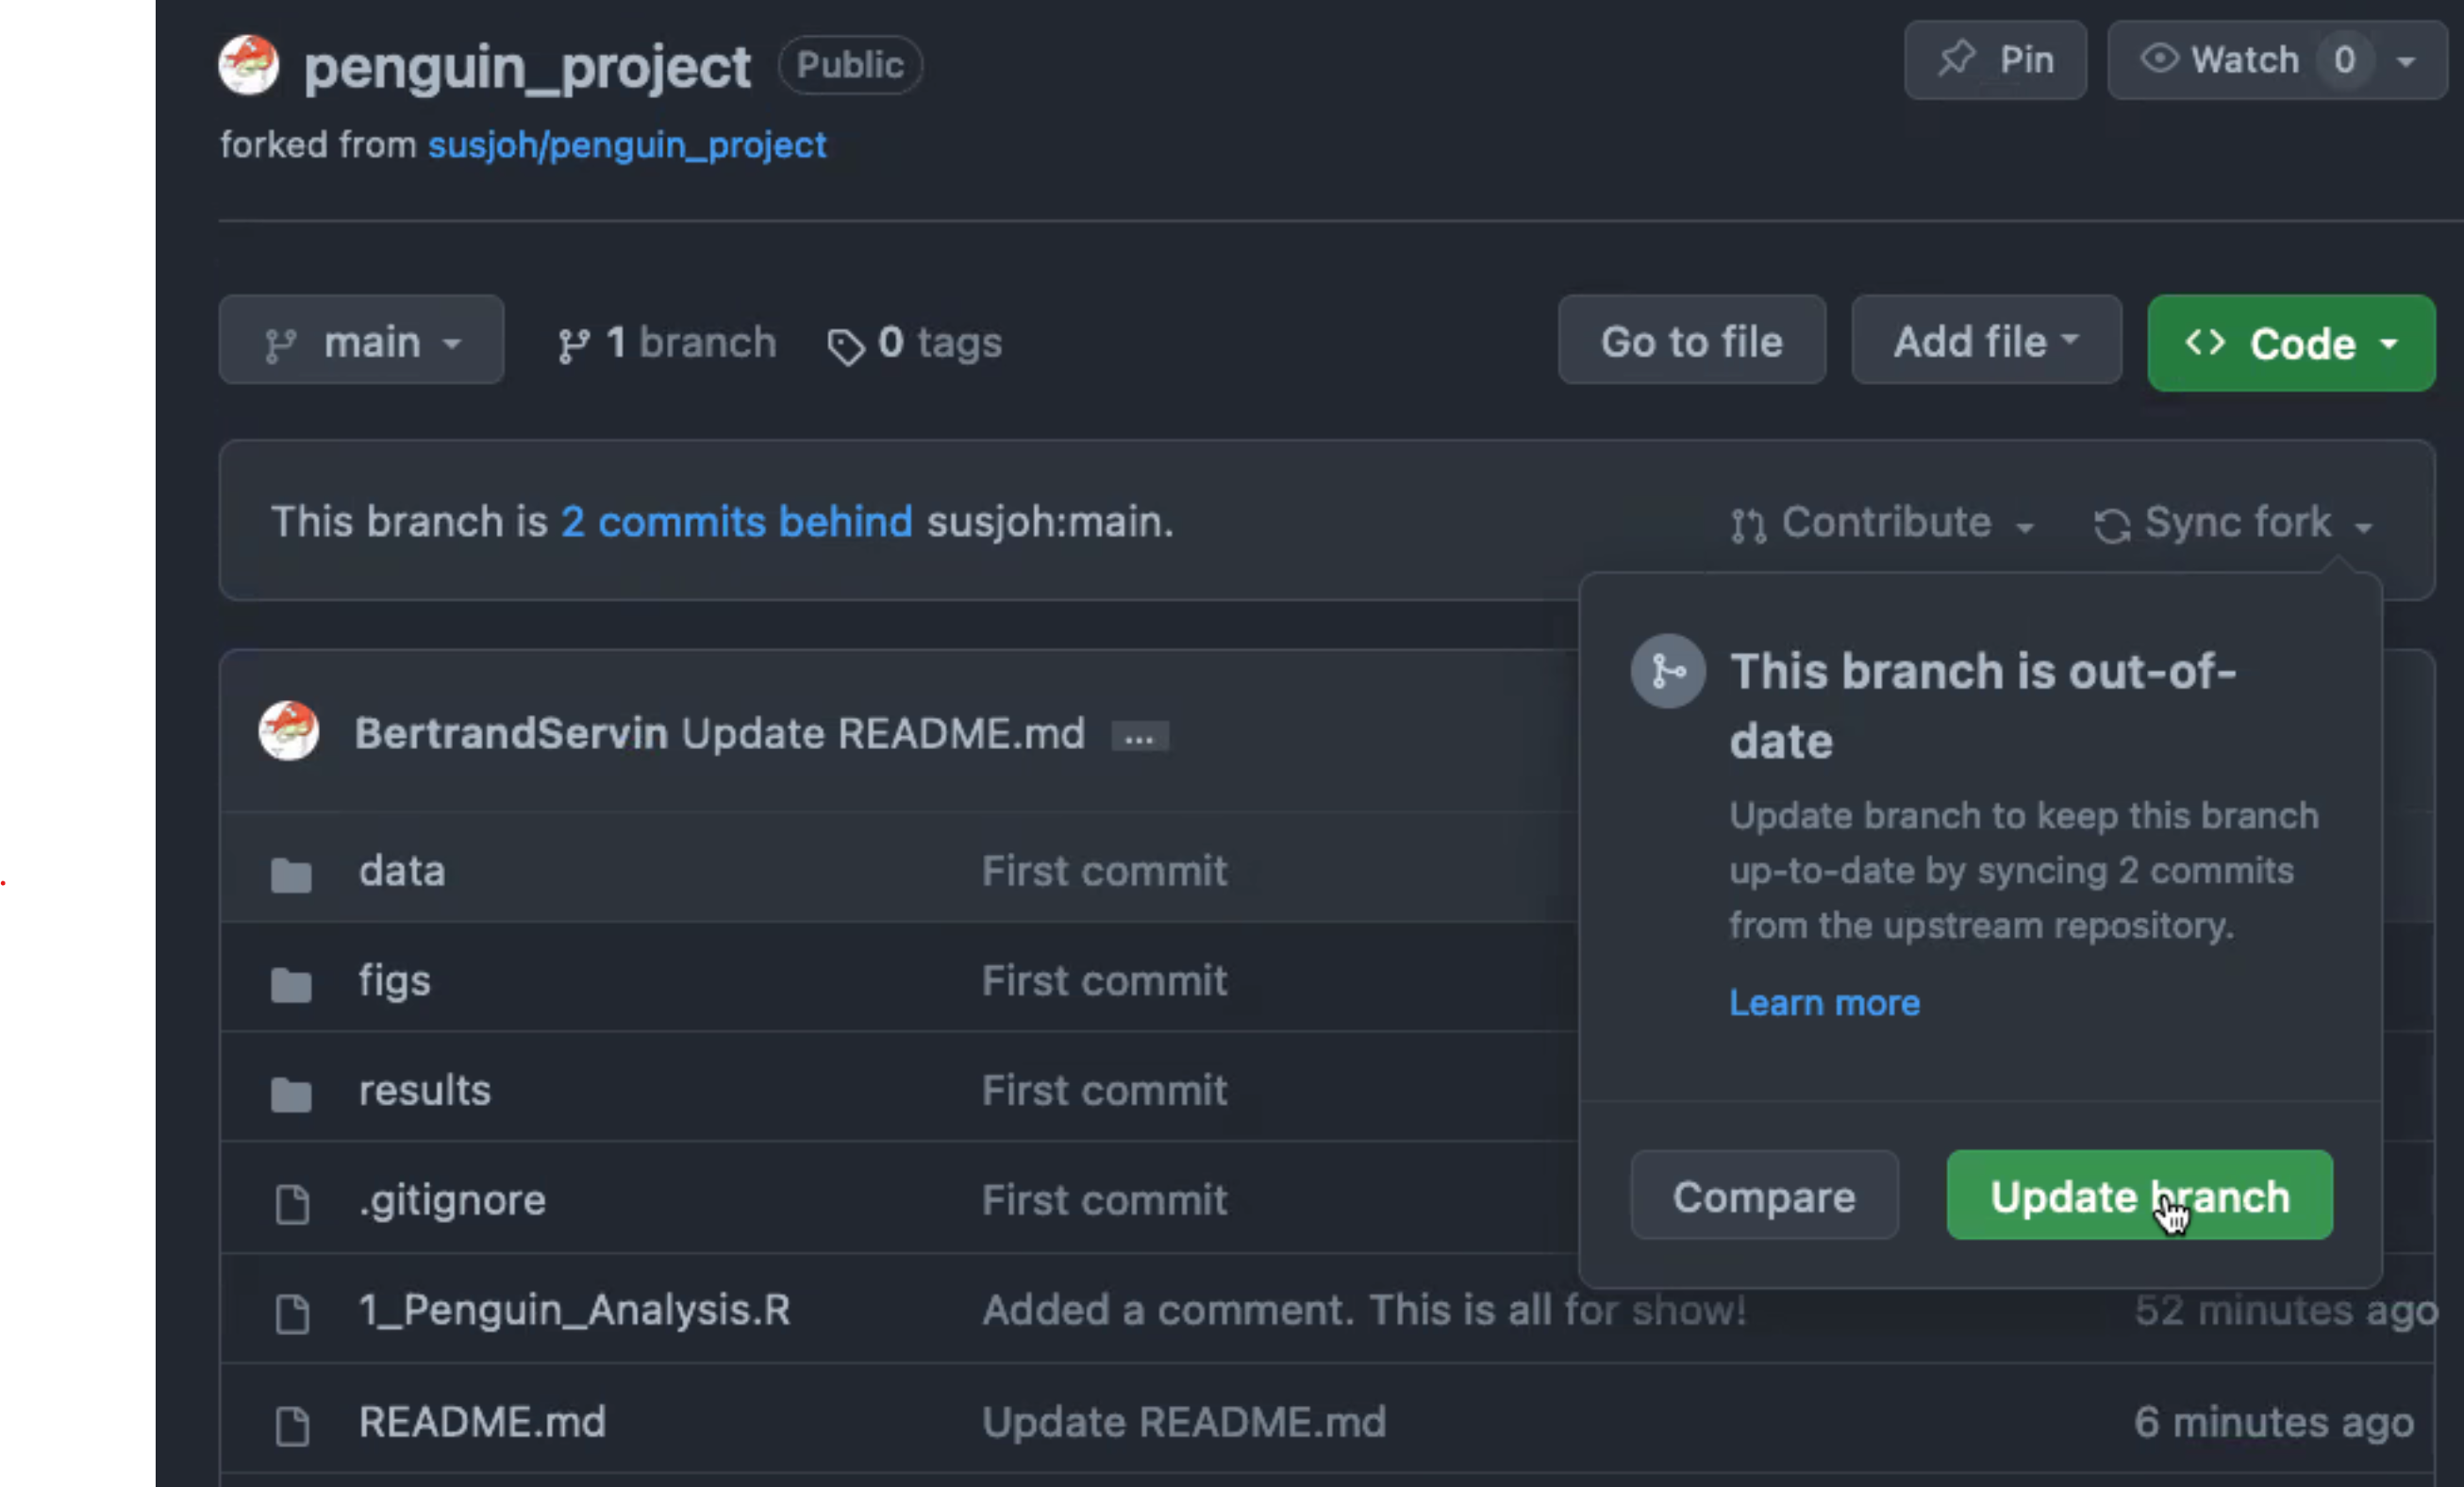 penguin_project Public Pin Watch 0
forked from susjoh/penguin_project
main 1 branch 0 tags Go to file Add file <> Code
This branch is 2 commits behind susjoh:main. Contribute Sync fork
BertrandServin Update README.md ...
This branch is out-of-
date
Update branch to keep this branch
up-to-date by syncing 2 commits
from the upstream repository.
Learn more
Compare Update branch
data First commit
figs First commit
results First commit
.gitignore First commit
1_Penguin_Analysis.R Added a comment. This is all for show! 52 minutes ago
README.md Update README.md 6 minutes ago